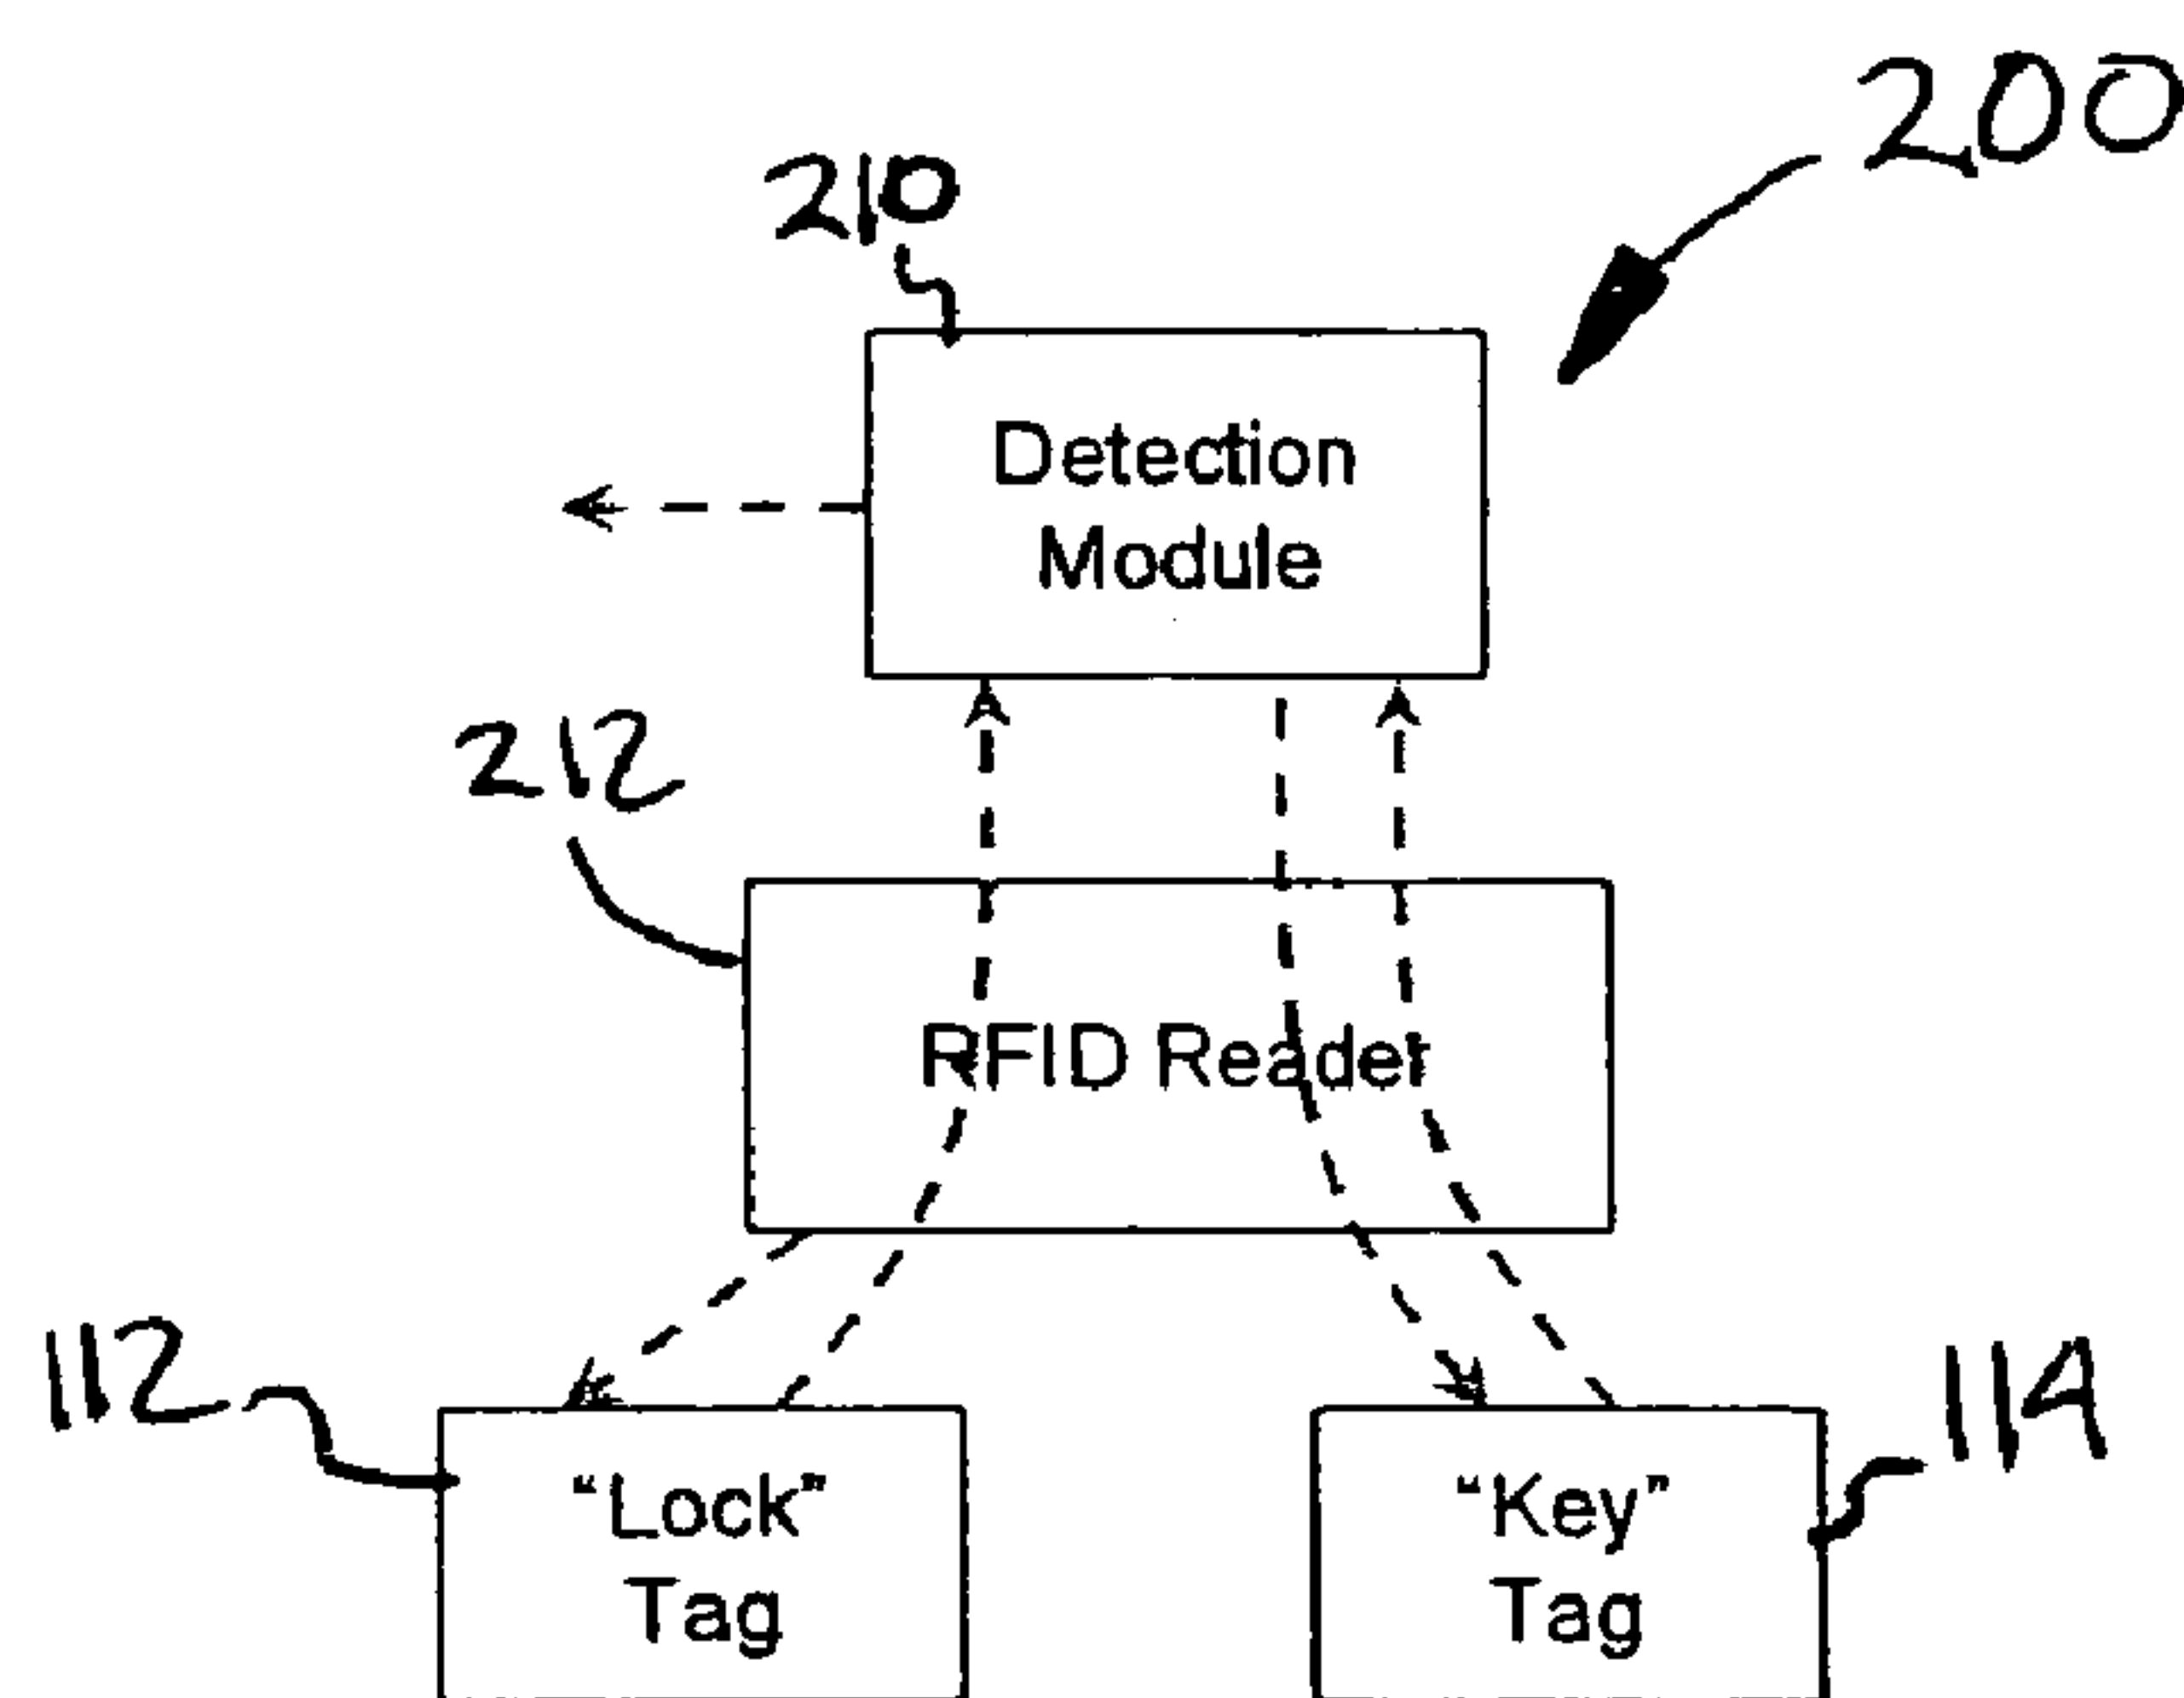 200
210
Detection
Module
212
RFID Reader
112
114
“Lock”
Tag
“Key”
Tag